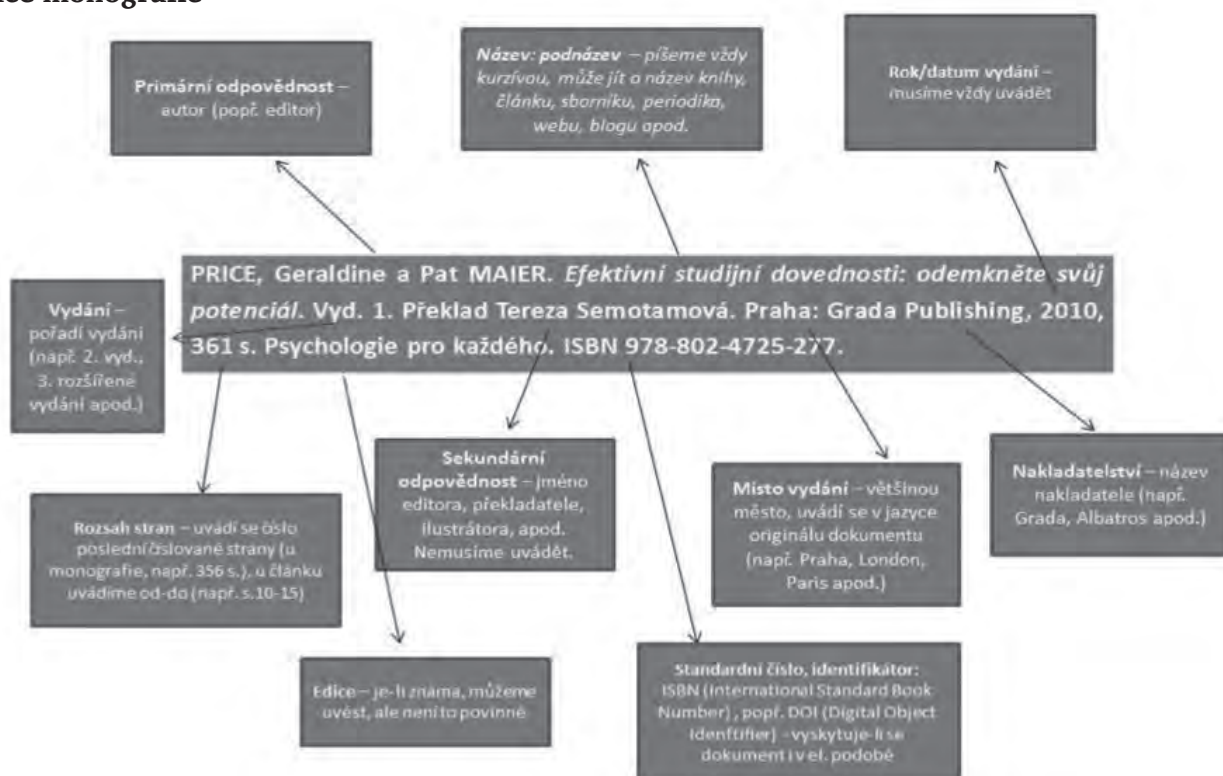 Primární odpovědnost –
autor (popř. editor)
Název: podnázev – píšeme vždy
kurzívou, může jít o název knihy,
článku, sborníku, periodika,
webu, blogu apod.
Rok/datum vydání –
musíme vždy uvádět
PRICE, Geraldine a Pat MAIER. Efektivní studijní dovednosti: odemkněte svůj
potenciál. Vyd. 1. Překlad Tereza Semotamová. Praha: Grada Publishing, 2010,
361 s. Psychologie pro každého. ISBN 978-802-4725-277.
Vydání –
pořadí vydání
(např. 2. vyd.,
3. rozšířené
vydání apod.)
Sekundární
odpovědnost – jméno
editora, překladatele,
ilustrátora, apod.
Nemusíme uvádět.
Místo vydání – většinou
město, uvádí se v jazyce
originálu dokumentu
(např. Praha, London,
Paris apod.)
Nakladatelství – název
nakladatele (např.
Grada, Albatros apod.)
Rozsah stran – uvádí se číslo
poslední číslované strany (u
monografie, např. 356 s.), u článku
uvádíme od-do (např. s.10-15)
Edice – je-li známa, můžeme
uvést, ale není to povinné
Standardní číslo, identifikátor:
ISBN (International Standard Book
Number) , popř. DOI (Digital Object
Idenftifier) - vyskytuje-li se
dokument i v el. podobě